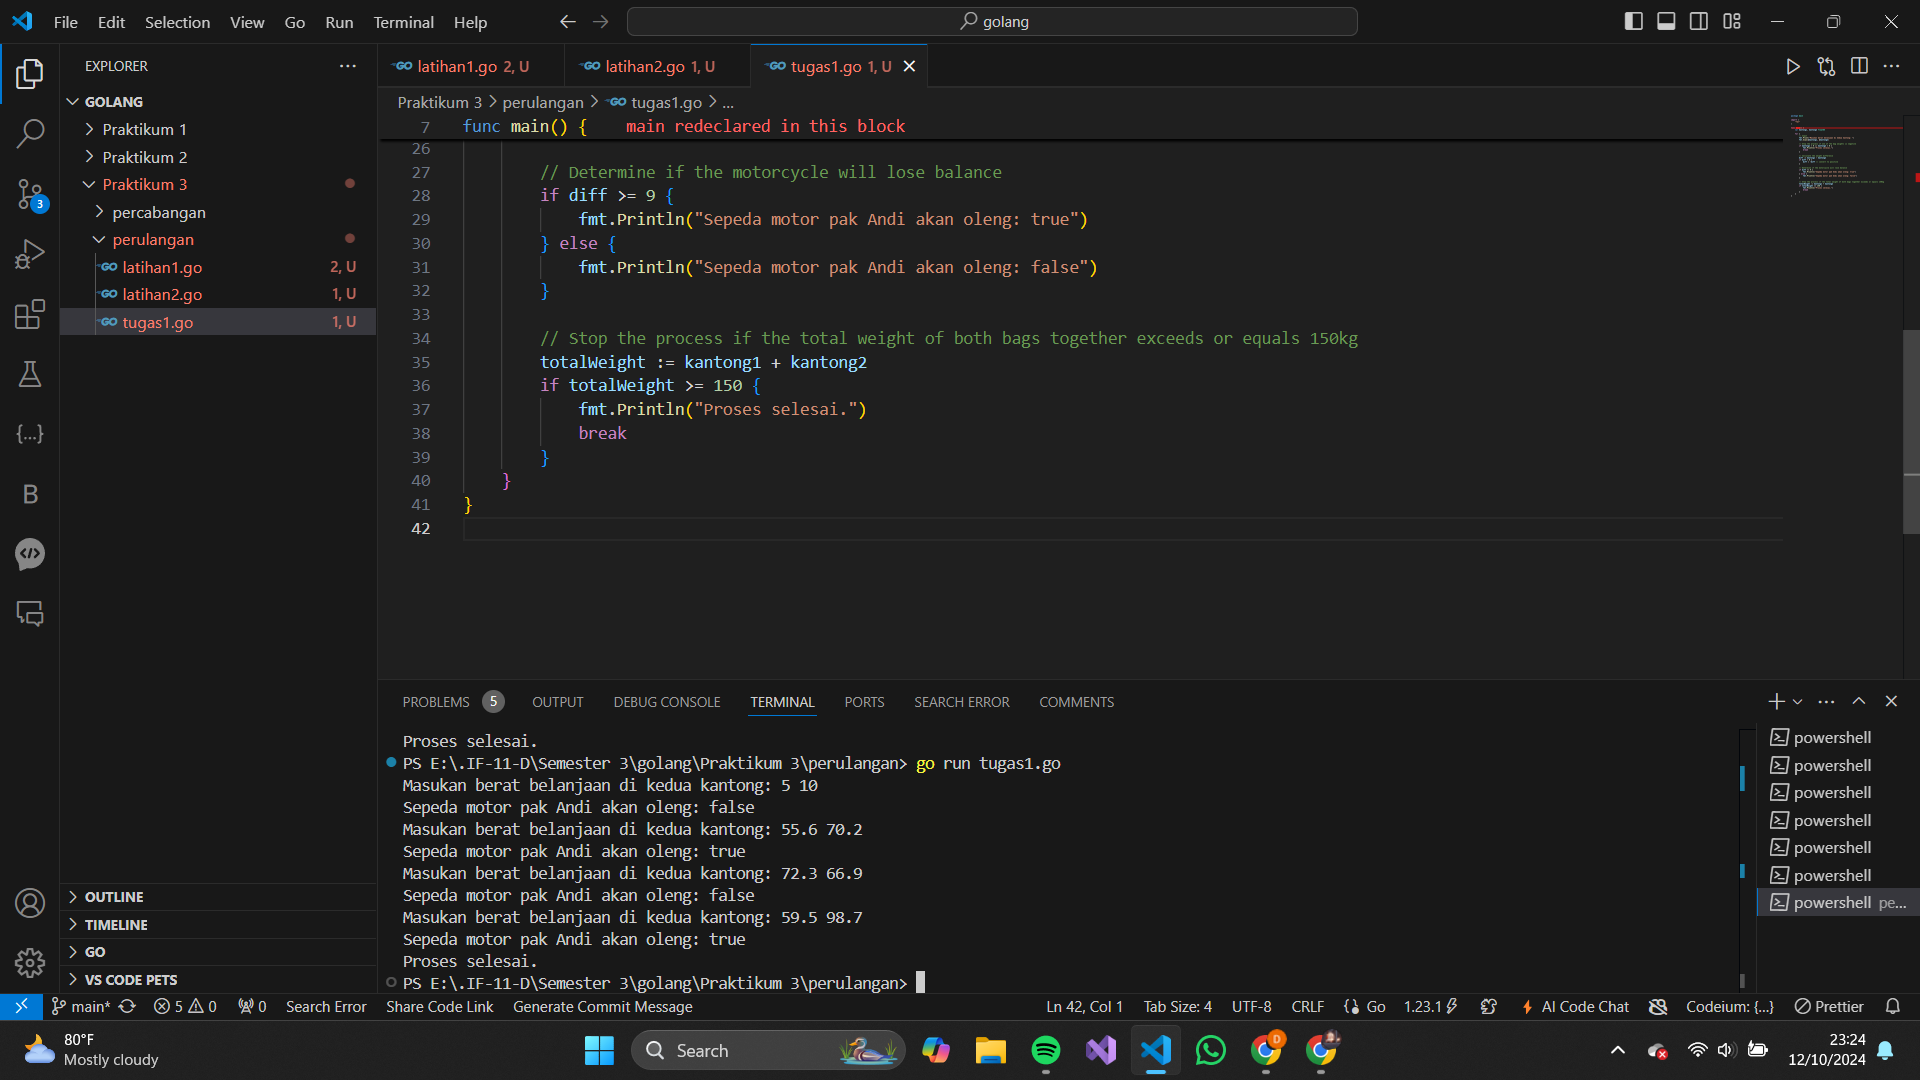 File Edit Selection View Go Run Terminal Help
golang
EXPLORER
GOLANG
Praktikum 1
Praktikum 2
Praktikum 3
percabangan
perulangan
latihan1.go 2, U
latihan2.go 1, U
tugas1.go 1, U
OUTLINE
TIMELINE
GO
VS CODE PETS
latihan1.go 2, U
latihan2.go 1, U
tugas1.go 1, U
Praktikum 3 > perulangan > tugas1.go > ...
7 func main() { main redeclared in this block
26
27 // Determine if the motorcycle will lose balance
28 if diff >= 9 {
29 fmt.Println("Sepeda motor pak Andi akan oleng: true")
30 } else {
31 fmt.Println("Sepeda motor pak Andi akan oleng: false")
32 }
33
34 // Stop the process if the total weight of both bags together exceeds or equals 150kg
35 totalWeight := kantong1 + kantong2
36 if totalWeight >= 150 {
37 fmt.Println("Proses selesai.")
38 break
39 }
40 }
41 }
42
PROBLEMS 5 OUTPUT DEBUG CONSOLE TERMINAL PORTS SEARCH ERROR COMMENTS
Proses selesai.
PS E:\.IF-11-D\Semester 3\golang\Praktikum 3\perulangan> go run tugas1.go
Masukan berat belanjaan di kedua kantong: 5 10
Sepeda motor pak Andi akan oleng: false
Masukan berat belanjaan di kedua kantong: 55.6 70.2
Sepeda motor pak Andi akan oleng: true
Masukan berat belanjaan di kedua kantong: 72.3 66.9
Sepeda motor pak Andi akan oleng: false
Masukan berat belanjaan di kedua kantong: 59.5 98.7
Sepeda motor pak Andi akan oleng: true
Proses selesai.
PS E:\.IF-11-D\Semester 3\golang\Praktikum 3\perulangan>
powershell
powershell
powershell
powershell
powershell
powershell
powershell pe...
3
B
main* 5 0 0 Search Error Share Code Link Generate Commit Message
Ln 42, Col 1 Tab Size: 4 UTF-8 CRLF Go 1.23.1 AI Code Chat Codeium: {...} Prettier
80°F
Mostly cloudy
Search
D
23:24
12/10/2024